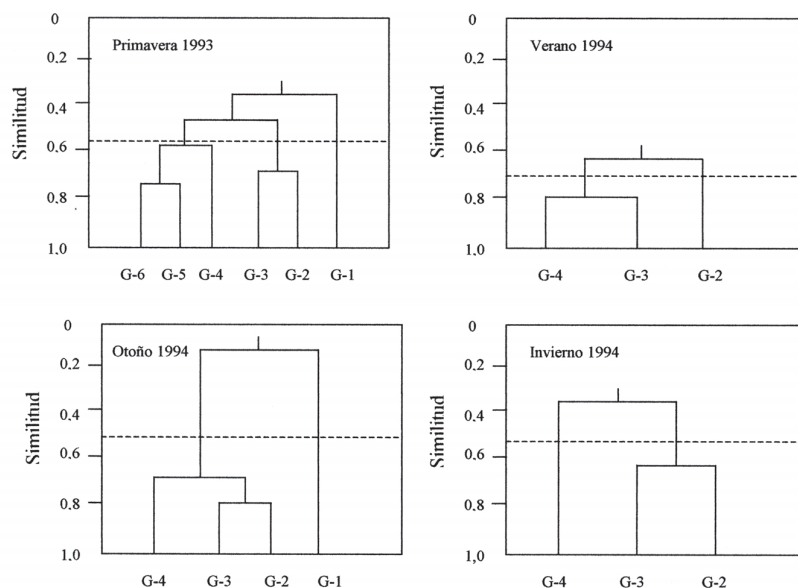 Primavera 1993
Similitud
0
0.2
0.4
0.6
0.8
1.0
G-6 G-5 G-4 G-3 G-2 G-1
Verano 1994
0
0.2
0.4
0.6
0.8
1.0
G-4 G-3 G-2
Otoño 1994
Similitud
0
0.2
0.4
0.6
0.8
1.0
G-4 G-3 G-2 G-1
Invierno 1994
Similitud
0
0.2
0.4
0.6
0.8
1,0
G-4 G-3 G-2